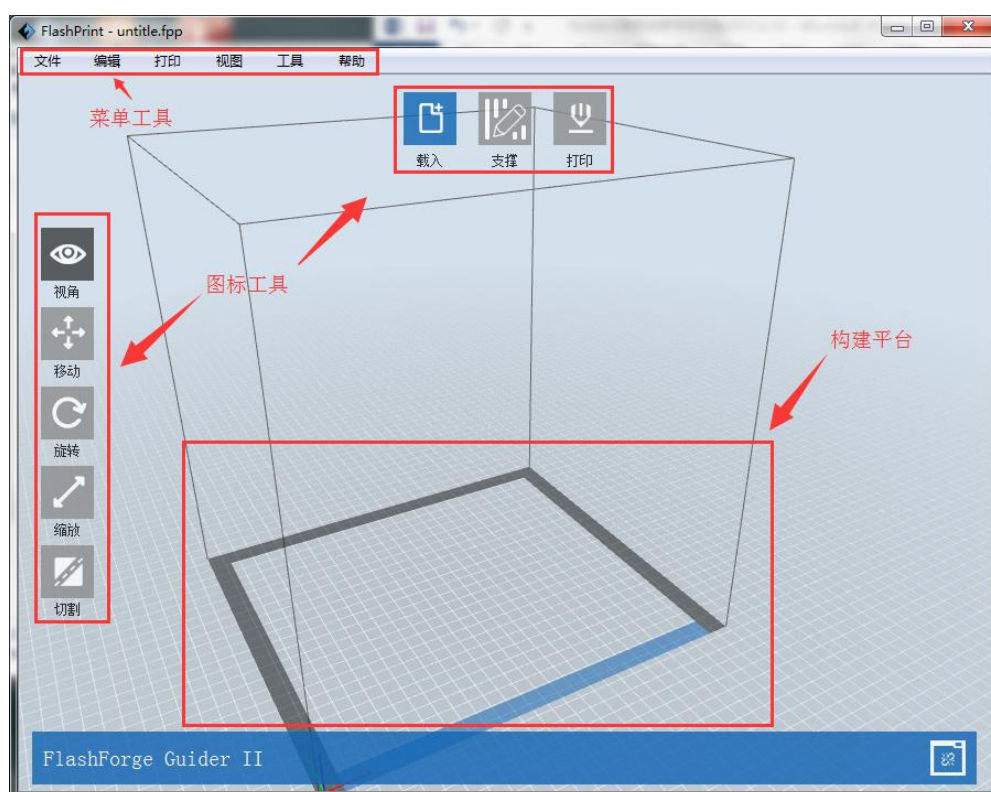 FlashPrint - untitle.fpp
文件 编辑 打印 视图 工具 帮助
菜单工具
载入 支撑 打印
视角
图标工具
移动
构建平台
旋转
缩放
切割
FlashForge Guider II